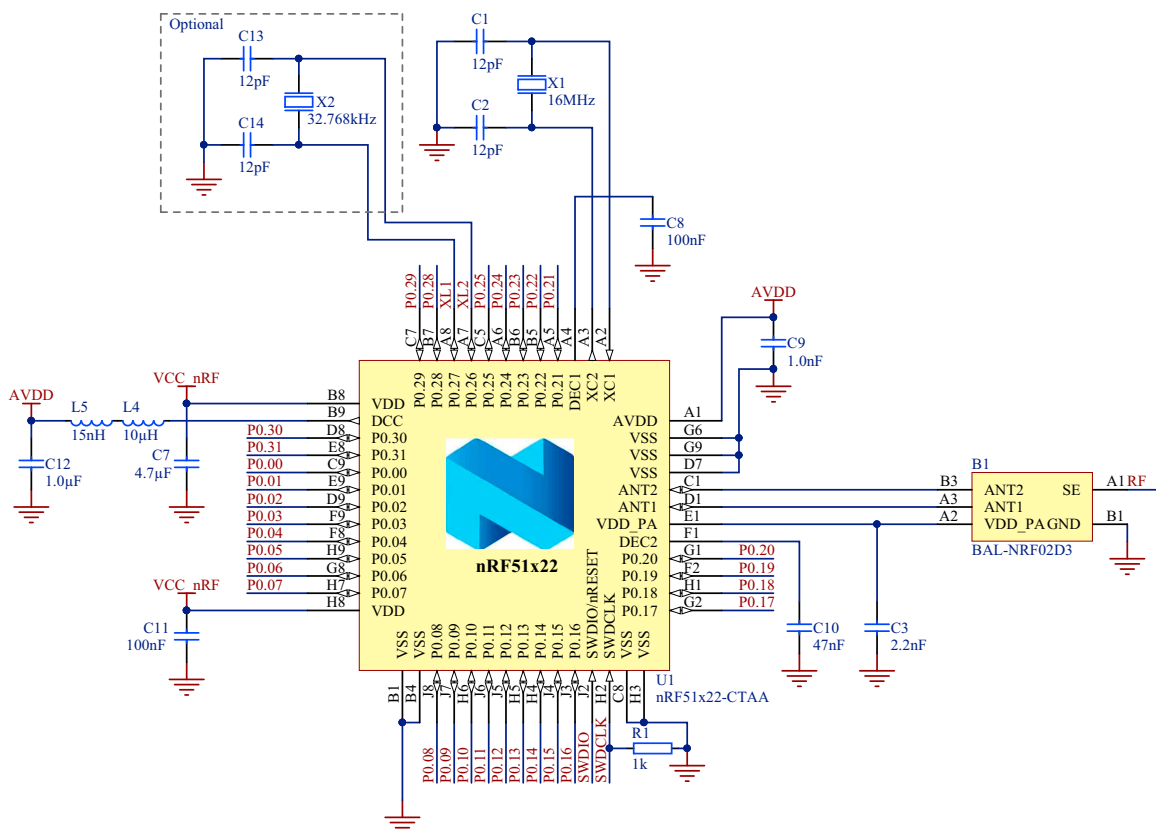 Optional
C13
12pF
X2
32.768kHz
C14
12pF
C1
12pF
X1
16MHz
C2
12pF
C8
100nF
P0.29
P0.28
XL1
XL2
P0.25
P0.24
P0.23
P0.22
P0.21
C7
B7
A8
A7
C5
A6
B6
B5
A5
A4
A3
A2
P0.29
P0.28
P0.27
P0.26
P0.25
P0.24
P0.23
P0.22
P0.21
DEC1
XC2
XC1
AVDD
C9
1.0nF
AVDD
L5
15nH
L4
10µH
VCC_nRF
C12
1.0µF
C7
4.7µF
B8 VDD
B9 DCC
P0.30 D8 P0.30
P0.31 E8 P0.31
P0.00 C9 P0.00
P0.01 E9 P0.01
P0.02 D9 P0.02
P0.03 F9 P0.03
P0.04 F8 P0.04
P0.05 H9 P0.05
P0.06 G8 P0.06
P0.07 H7 P0.07
H8 VDD
VCC_nRF
C11
100nF
nRF51x22
AVDD A1
VSS G6
VSS G9
VSS D7
ANT2 C1
ANT1 D1
VDD_PA E1
DEC2 F1
P0.20 G1 P0.20
P0.19 F2 P0.19
P0.18 H1 P0.18
P0.17 G2 P0.17
B1
B3 ANT2 SE A1 RF
A3 ANT1
A2 VDD_PA GND B1
BAL-NRF02D3
C10
47nF
C3
2.2nF
VSS
VSS
P0.08
P0.09
P0.10
P0.11
P0.12
P0.13
P0.14
P0.15
P0.16
SWDIO/nRESET
SWDCLK
VSS
VSS
B1
B4
J8
J7
H6
J6
J5
H5
H4
J4
J3
J2
H2
C8
H3
U1
nRF51x22-CTAA
P0.08
P0.09
P0.10
P0.11
P0.12
P0.13
P0.14
P0.15
P0.16
SWDIO
SWDCLK
R1
1k